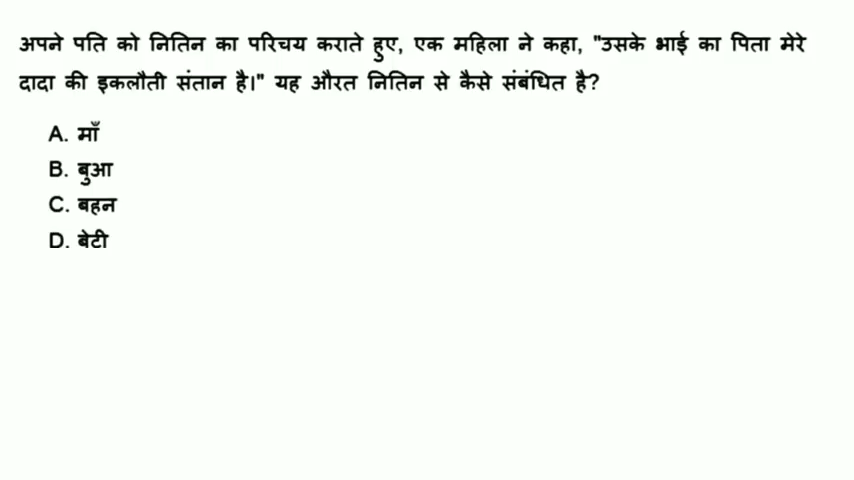 अपने पति को नितिन का परिचय कराते हुए, एक महिला ने कहा, "उसके भाई का पिता मेरे
दादा की इकलौती संतान है।" यह औरत नितिन से कैसे संबंधित है?
A. माँ
B. बुआ
C. बहन
D. बेटी